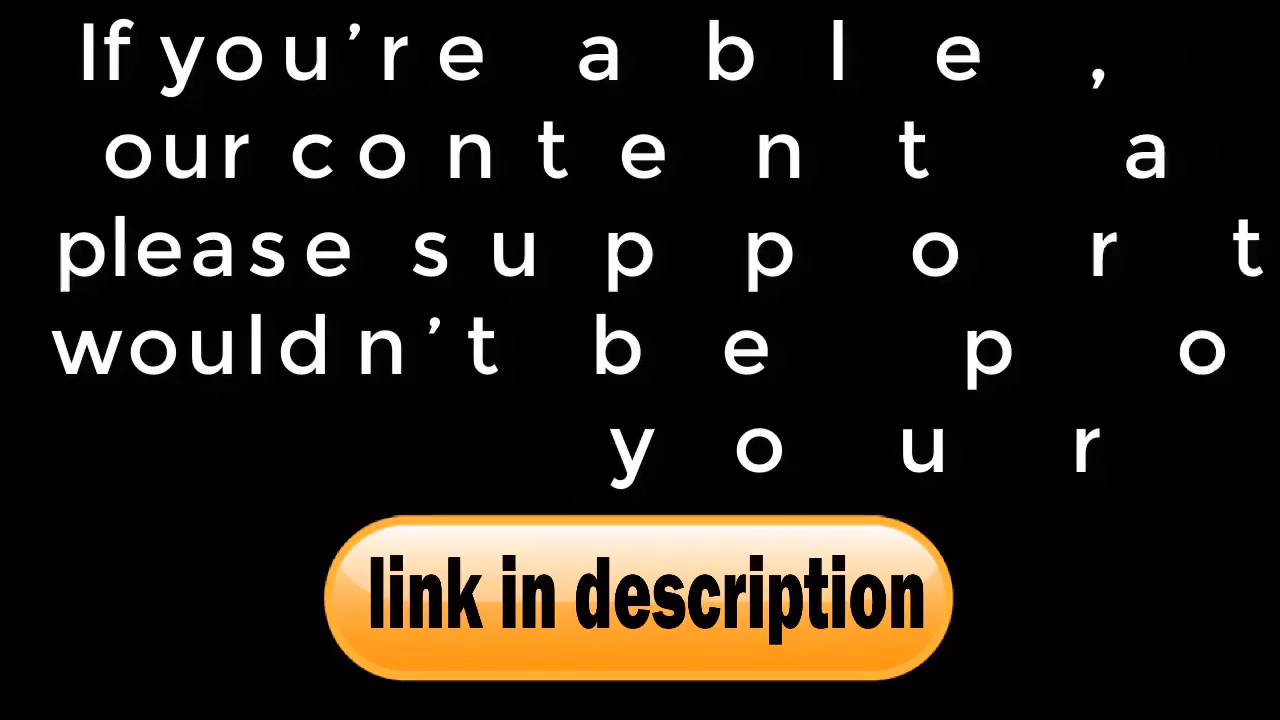 If you’re able,
our content a
please support
wouldn’t be po
your
link in description